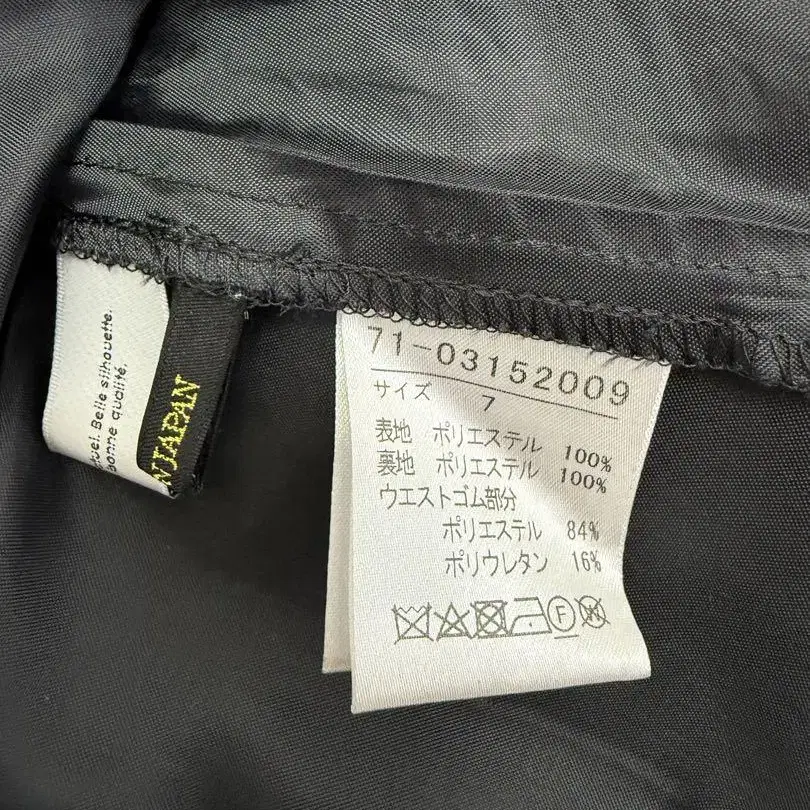 71-03152009
サイズ 7
表地 ポリエステル 100%
裏地 ポリエステル 100%
ウエストゴム部分
ポリエステル 84%
ポリウレタン 16%
F
W
Belle silhouette.
bonne qualité.
JAPAN